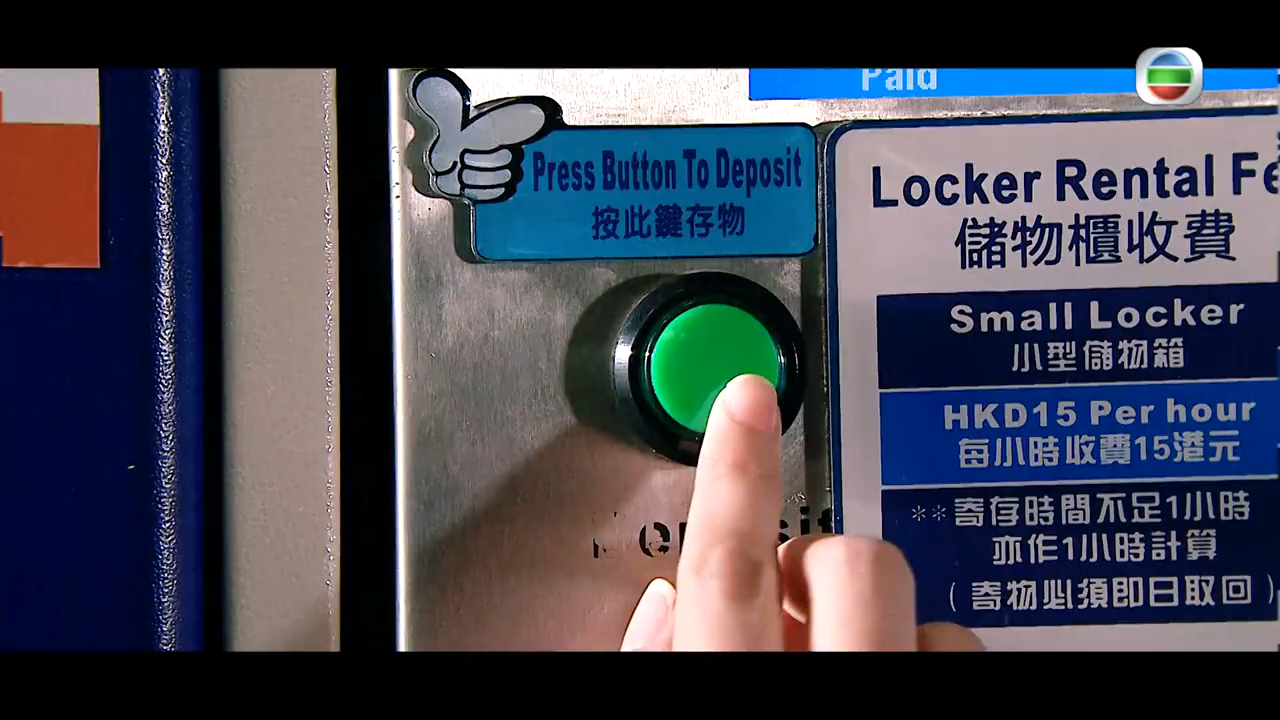 Paid
Press Button To Deposit
按此鍵存物
Locker Rental Fe
儲物櫃收費
Small Locker
小型儲物箱
HKD15 Per hour
每小時收費15港元
**寄存時間不足1小時
亦作1小時計算
(寄物必須即日取回)